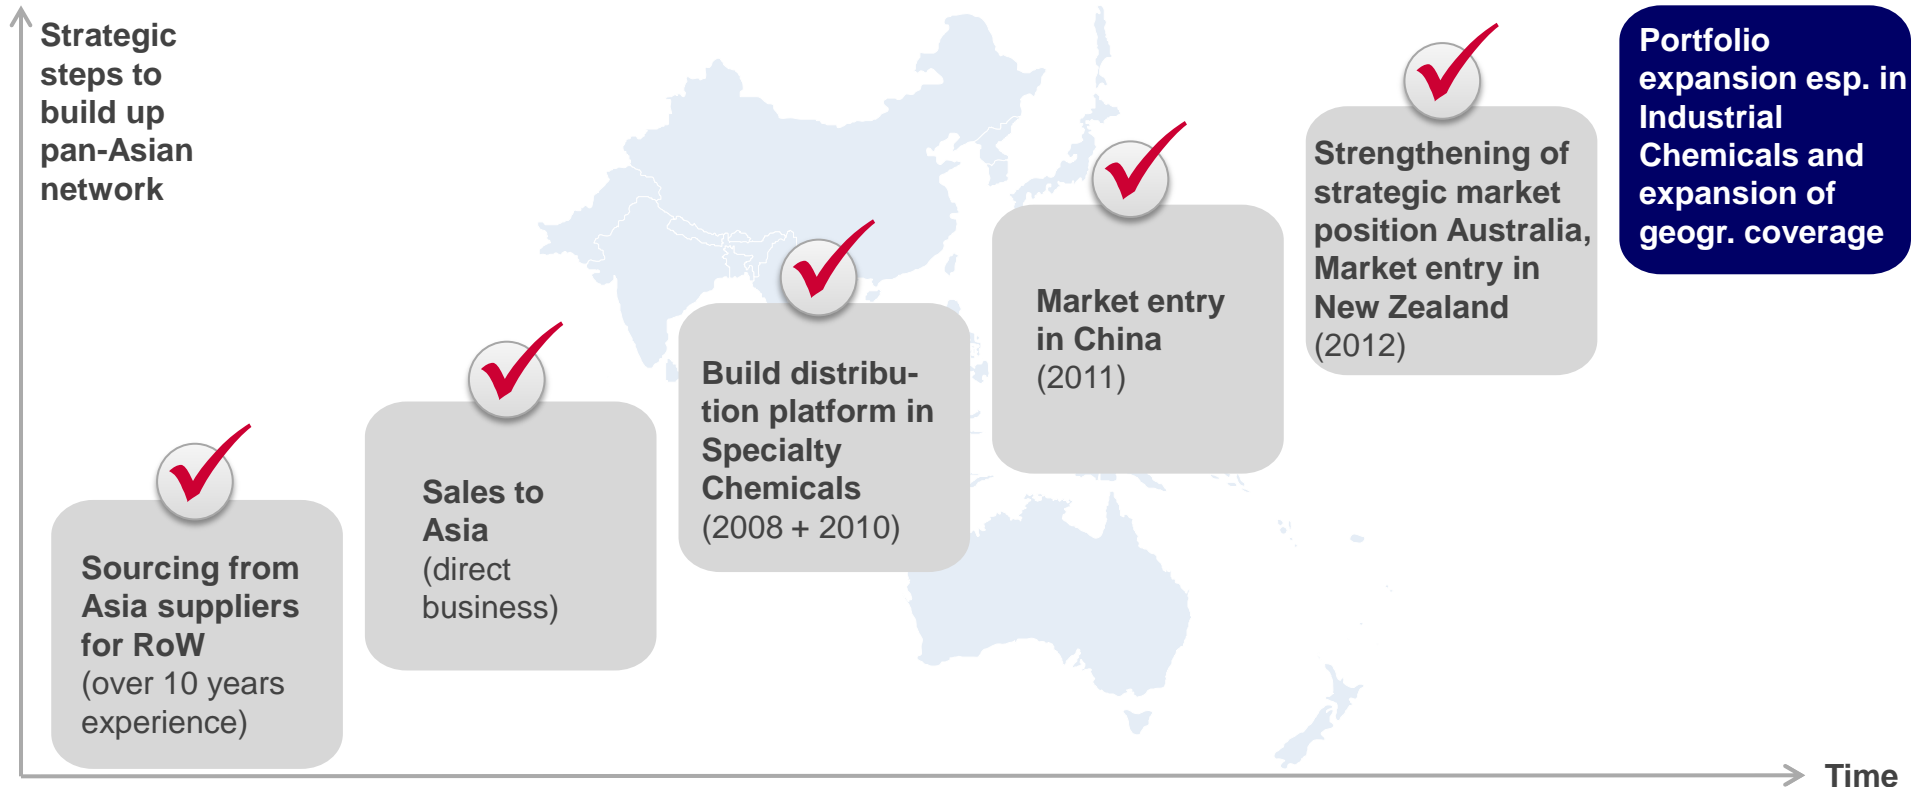 Strategic
steps to
build up
pan-Asian
network
Sourcing from
Asia suppliers
for RoW
(over 10 years
experience)
Sales to
Asia
(direct
business)
Build distribu-
tion platform in
Specialty
Chemicals
(2008 + 2010)
Market entry
in China
(2011)
Strengthening of
strategic market
position Australia,
Market entry in
New Zealand
(2012)
Portfolio
expansion esp. in
Industrial
Chemicals and
expansion of
geogr. coverage
Time